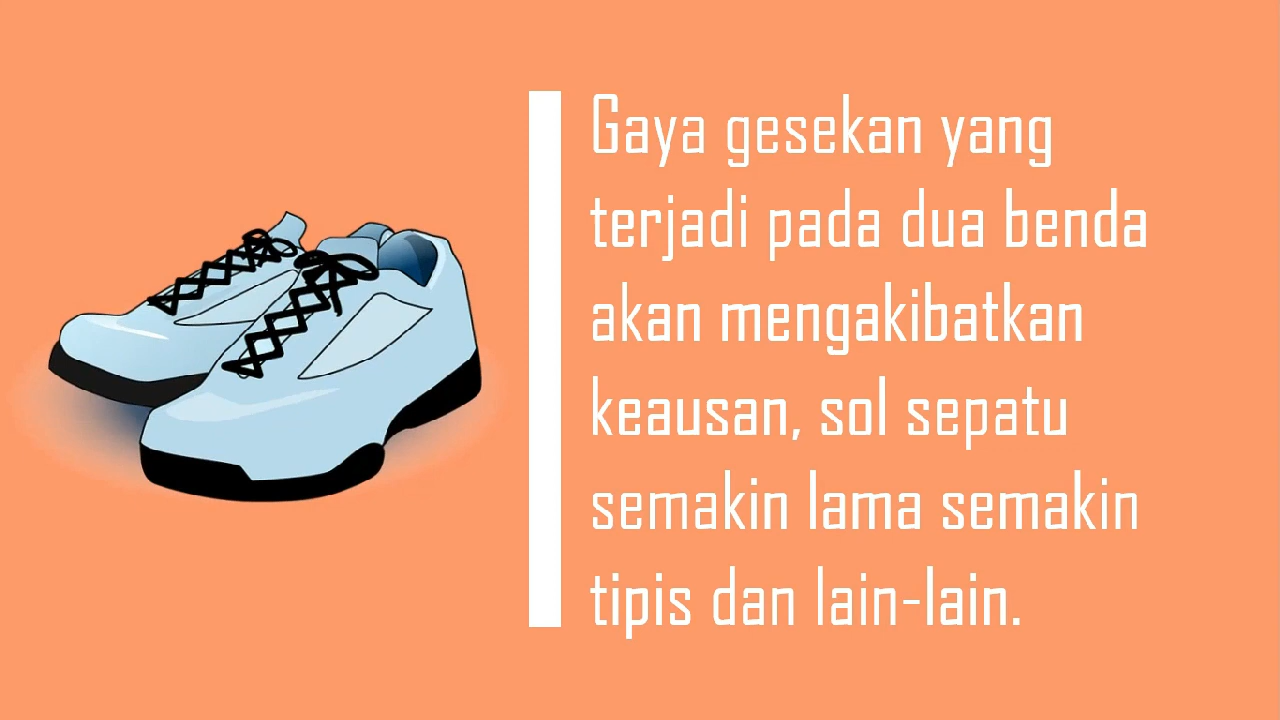 Gaya gesekan yang
terjadi pada dua benda
akan mengakibatkan
keausan, sol sepatu
semakin lama semakin
tipis dan lain-lain.